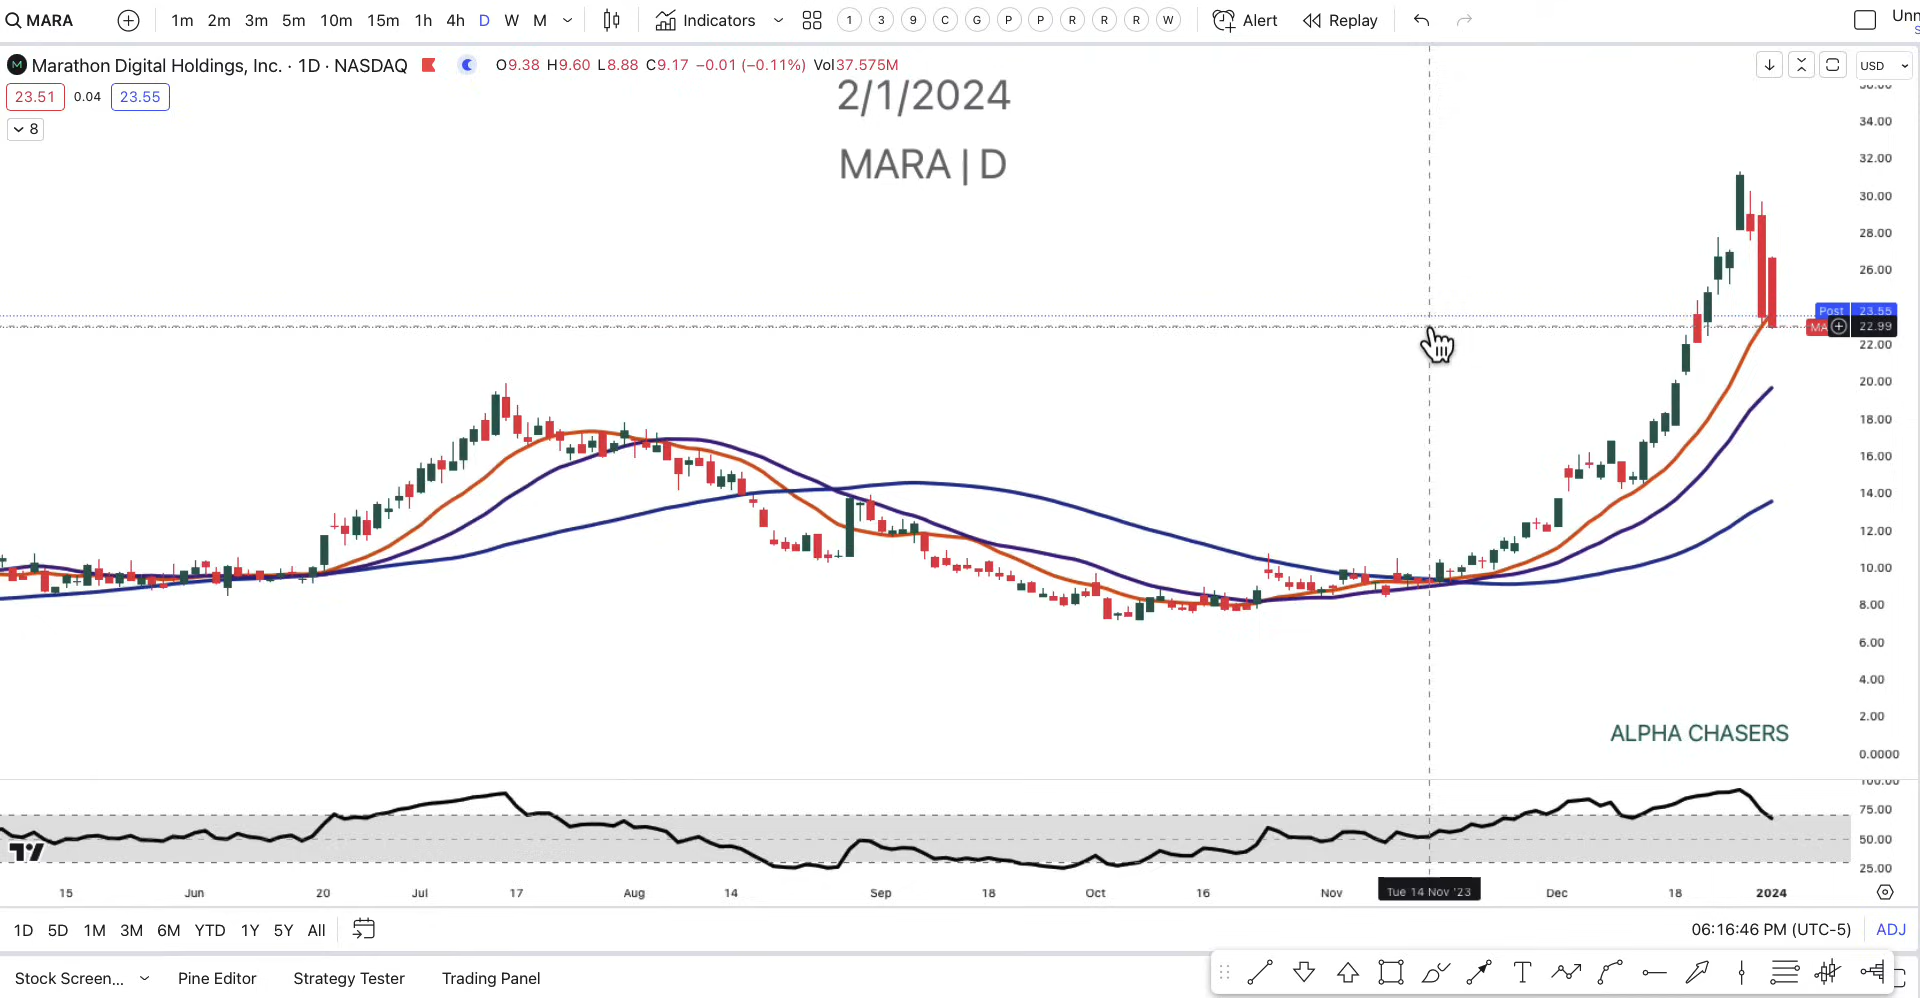 MARA 1m 2m 3m 5m 10m 15m 1h 4h D W M Indicators 1 3 9 C G P P R R R W Alert Replay Unn
M Marathon Digital Holdings, Inc. · 1D · NASDAQ O9.38 H9.60 L8.88 C9.17 −0.01 (−0.11%) Vol37.575M USD
23.51 0.04 23.55
8
2/1/2024
MARA | D
34.00
32.00
30.00
28.00
26.00
Post 23.55
MA 22.99
22.00
20.00
18.00
16.00
14.00
12.00
10.00
8.00
6.00
4.00
2.00
ALPHA CHASERS
0.0000
100.00
75.00
50.00
25.00
15 Jun 20 Jul 17 Aug 14 Sep 18 Oct 16 Nov Tue 14 Nov '23 Dec 18 2024
1D 5D 1M 3M 6M YTD 1Y 5Y All 06:16:46 PM (UTC-5) ADJ
Stock Screen... Pine Editor Strategy Tester Trading Panel